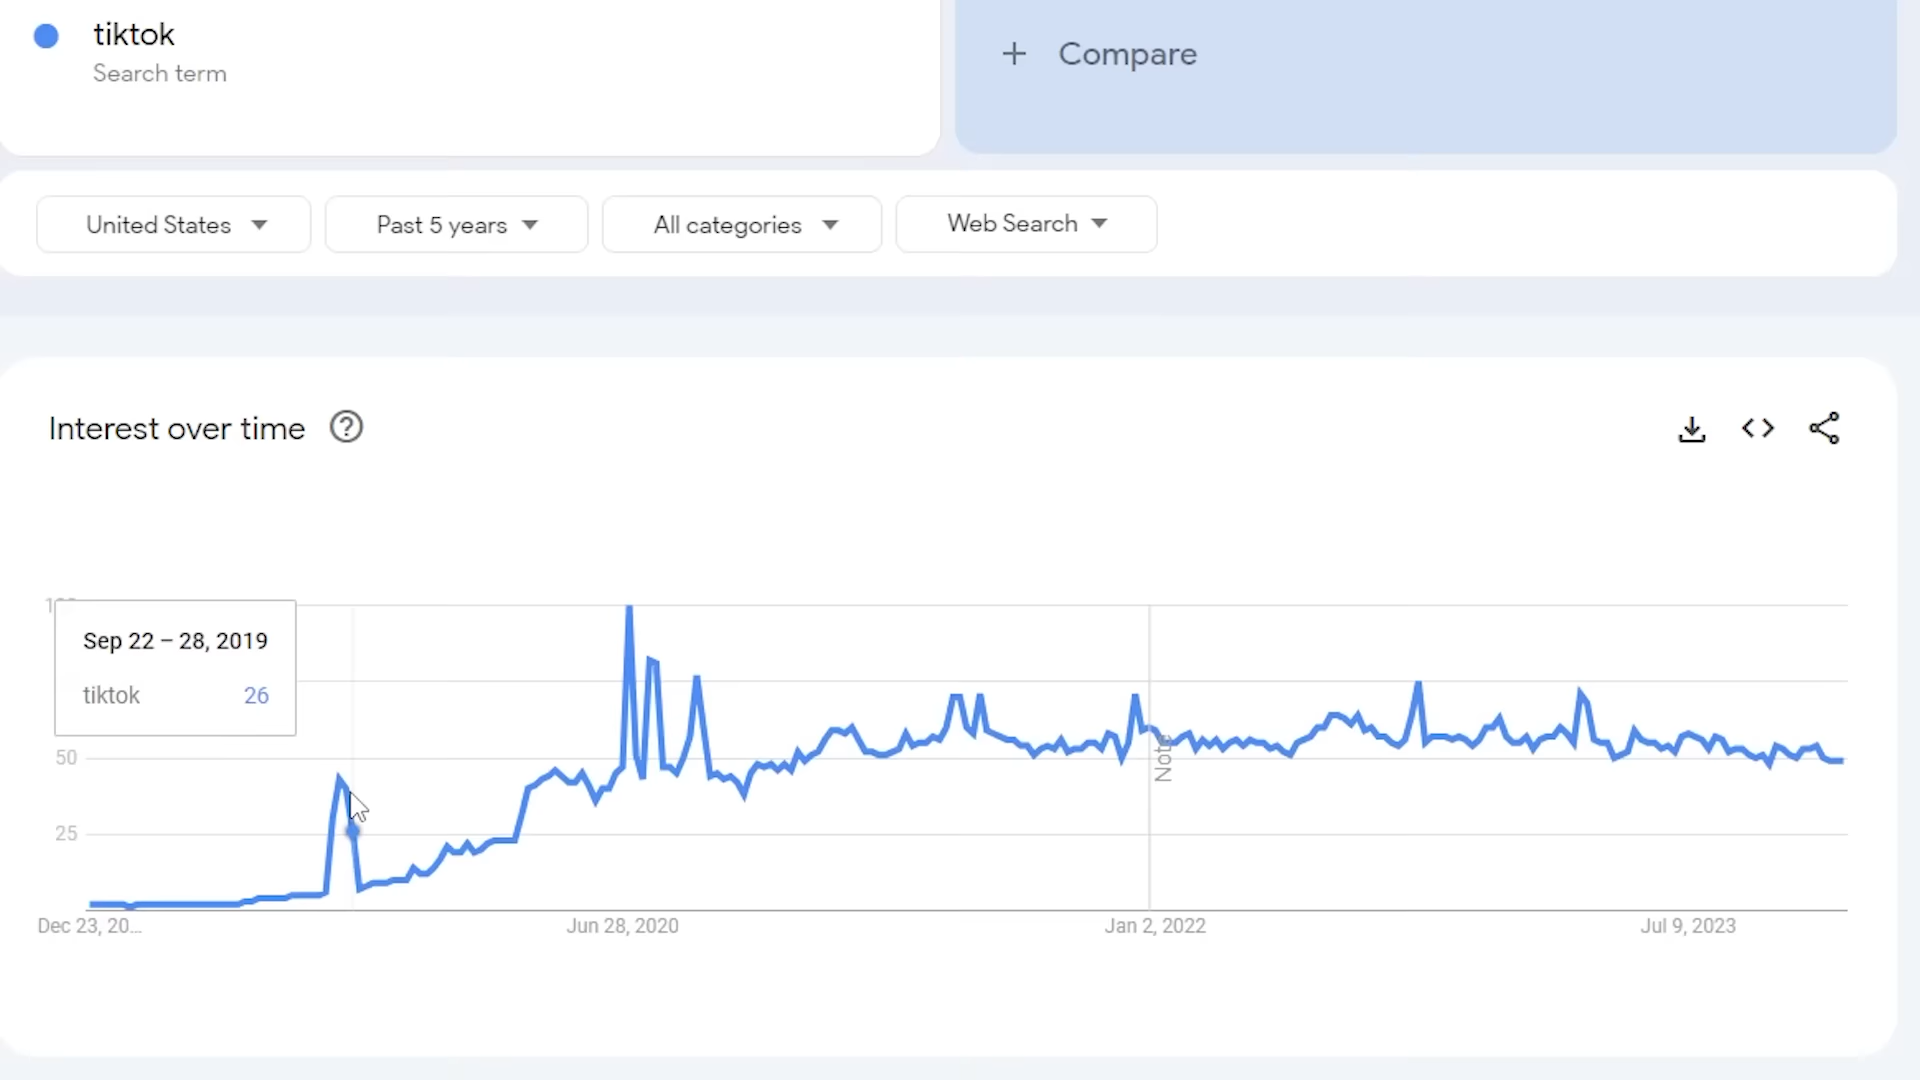 tiktok
Search term
Compare
United States
Past 5 years
All categories
Web Search
Interest over time
Sep 22 – 28, 2019
tiktok 26
50
25
Note
Dec 23, 20...
Jun 28, 2020
Jan 2, 2022
Jul 9, 2023